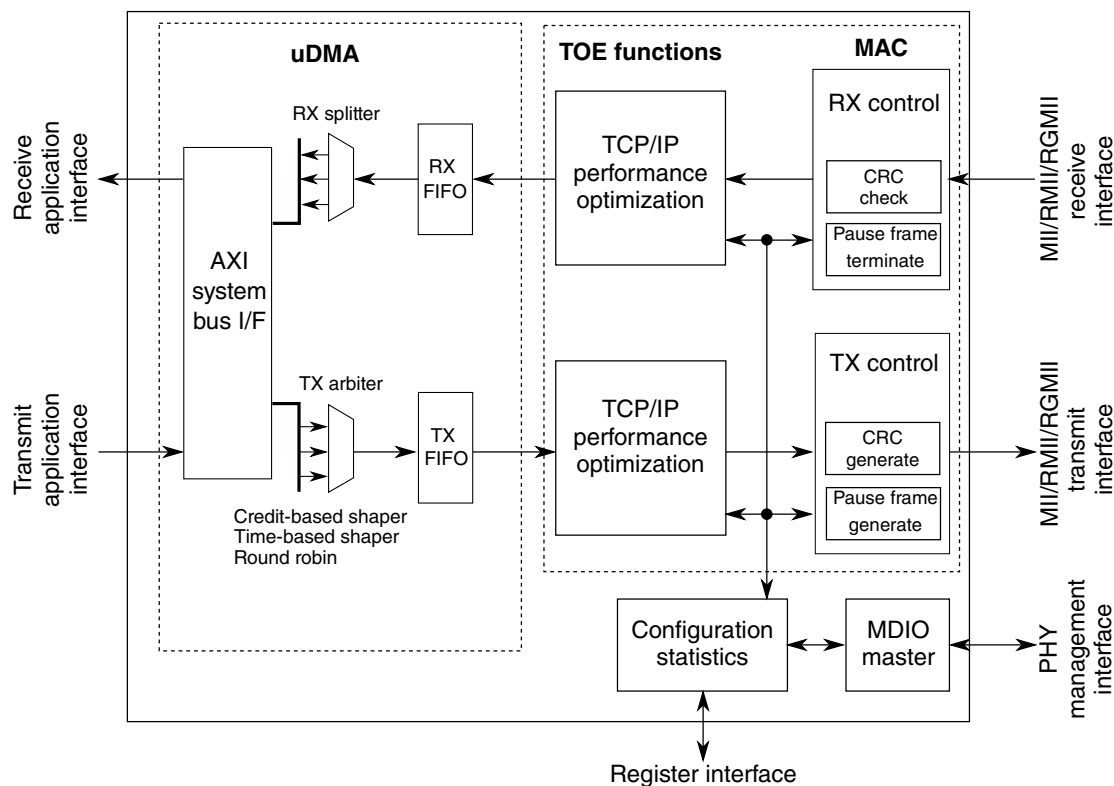 uDMA
TOE functions
MAC
RX splitter
RX
FIFO
TCP/IP
performance
optimization
RX control
CRC
check
Pause frame
terminate
Receive
application
interface
MII/RMII/RGMII
receive
interface
AXI
system
bus I/F
TX arbiter
TX
FIFO
TCP/IP
performance
optimization
TX control
CRC
generate
Pause frame
generate
Transmit
application
interface
MII/RMII/RGMII
transmit
interface
Credit-based shaper
Time-based shaper
Round robin
Configuration
statistics
MDIO
master
PHY
management
interface
Register interface